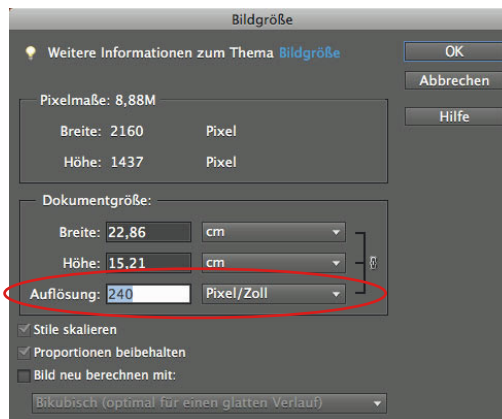 Bildgröße
Weitere Informationen zum Thema Bildgröße
OK
Abbrechen
Hilfe
Pixelmaße: 8,88M
Breite: 2160 Pixel
Höhe: 1437 Pixel
Dokumentgröße:
Breite: 22,86 cm
Höhe: 15,21 cm
Auflösung: 240 Pixel/Zoll
Stile skalieren
Proportionen beibehalten
Bild neu berechnen mit:
Bikubisch (optimal für einen glatten Verlauf)